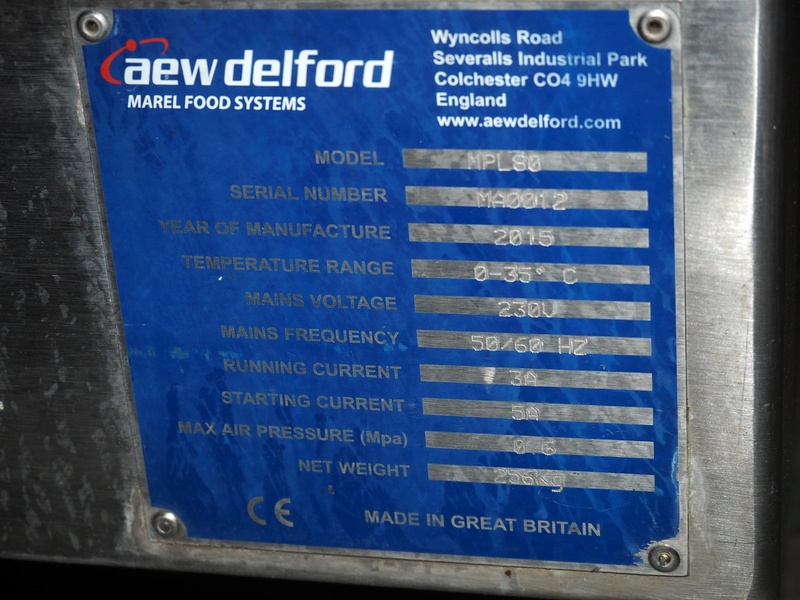 aew delford
MAREL FOOD SYSTEMS
Wyncolls Road
Severalls Industrial Park
Colchester CO4 9HW
England
www.aewdelford.com
MODEL MPL80
SERIAL NUMBER MA0012
YEAR OF MANUFACTURE 2015
TEMPERATURE RANGE 0-35° C
MAINS VOLTAGE 230V
MAINS FREQUENCY 50/60 HZ
RUNNING CURRENT 3A
STARTING CURRENT 5A
MAX AIR PRESSURE (Mpa) 0.6
NET WEIGHT 256kg
CE MADE IN GREAT BRITAIN